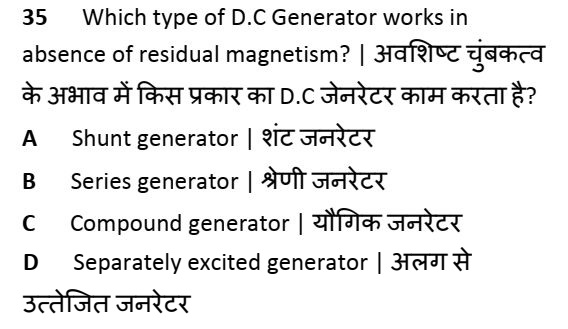 35 Which type of D.C Generator works in
absence of residual magnetism? | अवशिष्ट चुंबकत्व
के अभाव में किस प्रकार का D.C जेनरेटर काम करता है?
A Shunt generator | शंट जनरेटर
B Series generator | श्रेणी जनरेटर
C Compound generator | यौगिक जनरेटर
D Separately excited generator | अलग से
उत्तेजित जनरेटर